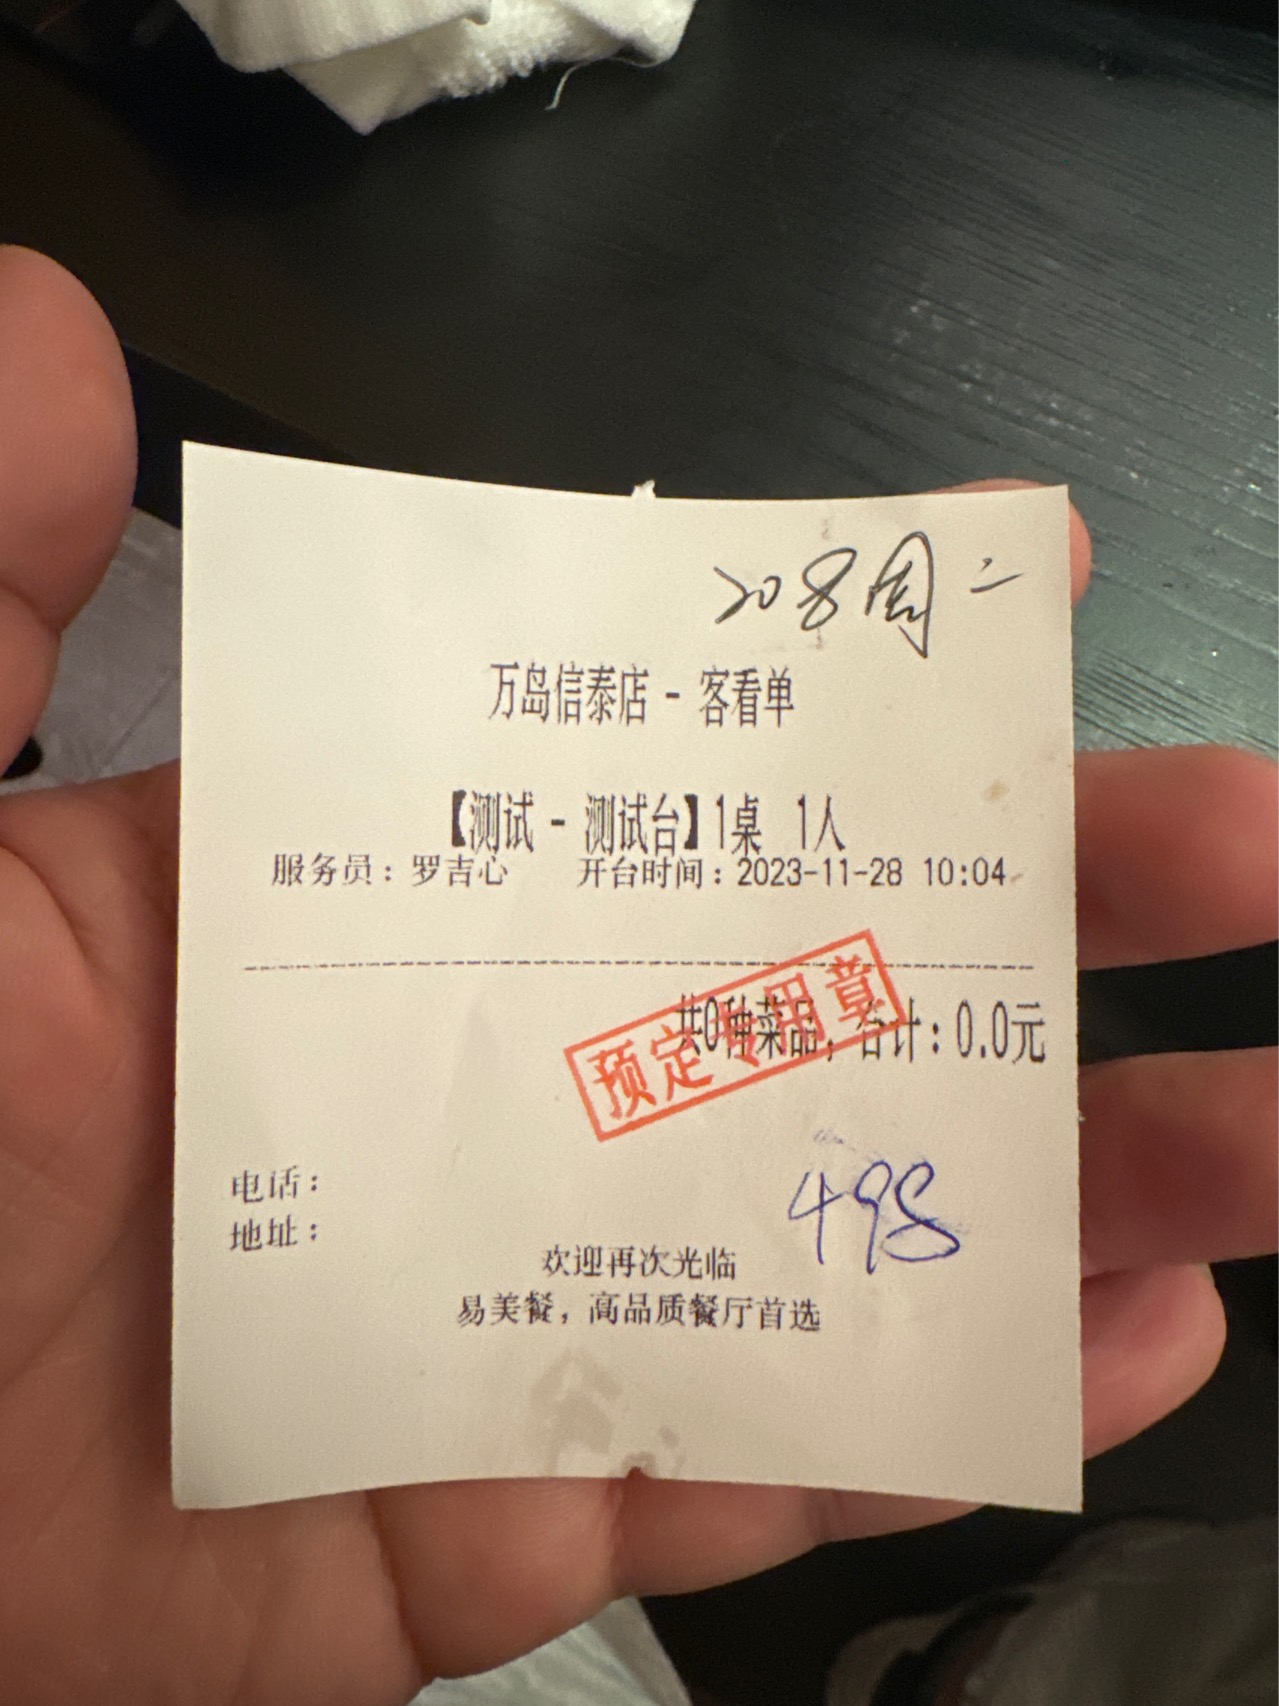 208周二
万岛信泰店 - 客看单
【测试 - 测试台】1桌 1人
服务员：罗吉心 开台时间：2023-11-28 10:04
共0种菜品，合计：0.0元
预定专用章
498
电话：
地址：
欢迎再次光临
易美餐，高品质餐厅首选